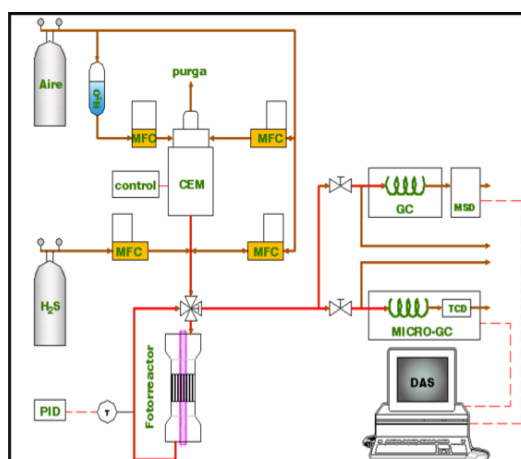 Aire
H₂O
purga
MFC
MFC
control
CEM
GC
MSD
MFC
MFC
H₂S
TCD
MICRO-GC
Fotorreactor
PID
T
DAS